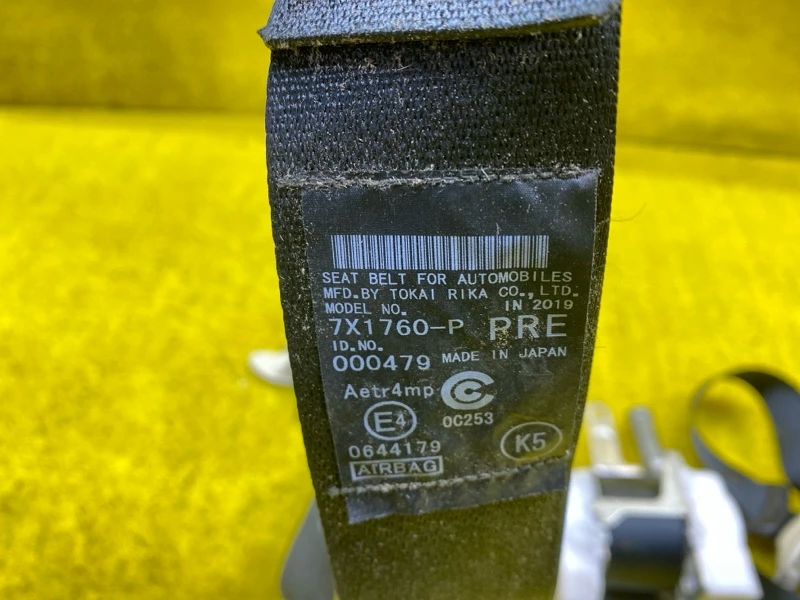 SEAT BELT FOR AUTOMOBILES
MFD.BY TOKAI RIKA CO., LTD.
MODEL NO. IN 2019
7X1760-P PRE
ID.NO.
000479 MADE IN JAPAN
Aetr4mp C
E4 0C253
0644179 K5
AIRBAG